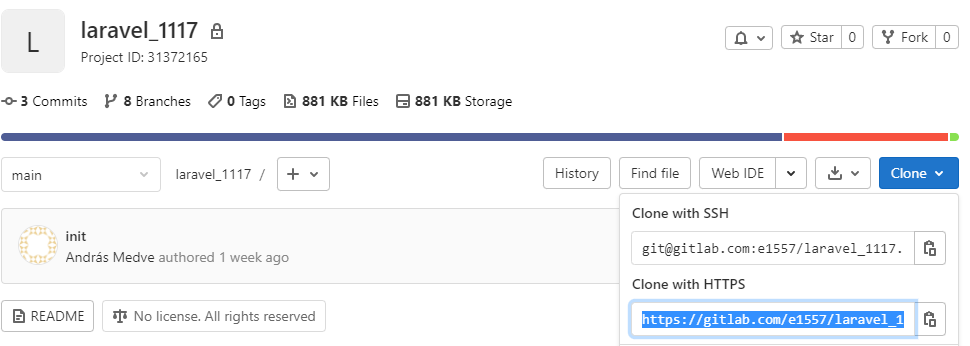 L
laravel_1117
Project ID: 31372165
Star 0
Fork 0
3 Commits 8 Branches 0 Tags 881 KB Files 881 KB Storage
main
laravel_1117 / +
History
Find file
Web IDE
Clone
init
András Medve authored 1 week ago
Clone with SSH
git@gitlab.com:e1557/laravel_1117.
Clone with HTTPS
https://gitlab.com/e1557/laravel_1
README
No license. All rights reserved